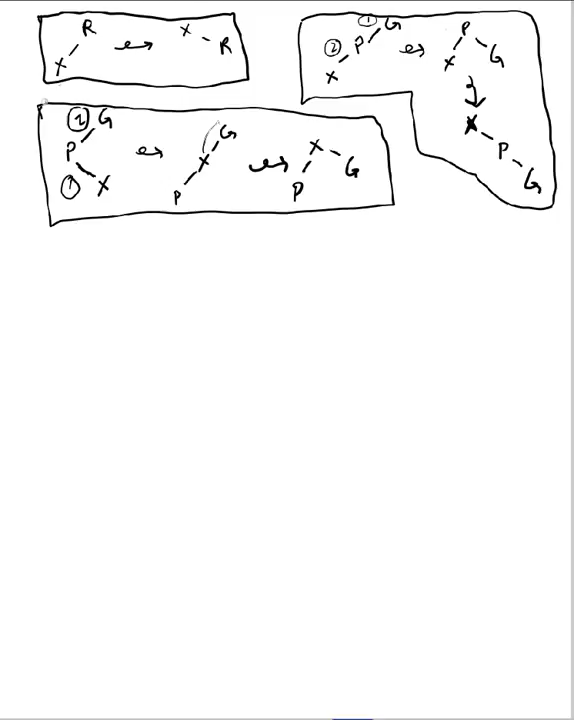 R ↝ X
X R
① G ↝ P
② P X G
X
X
P
G
② G ↝ G ↝ X
P X P G
① X P